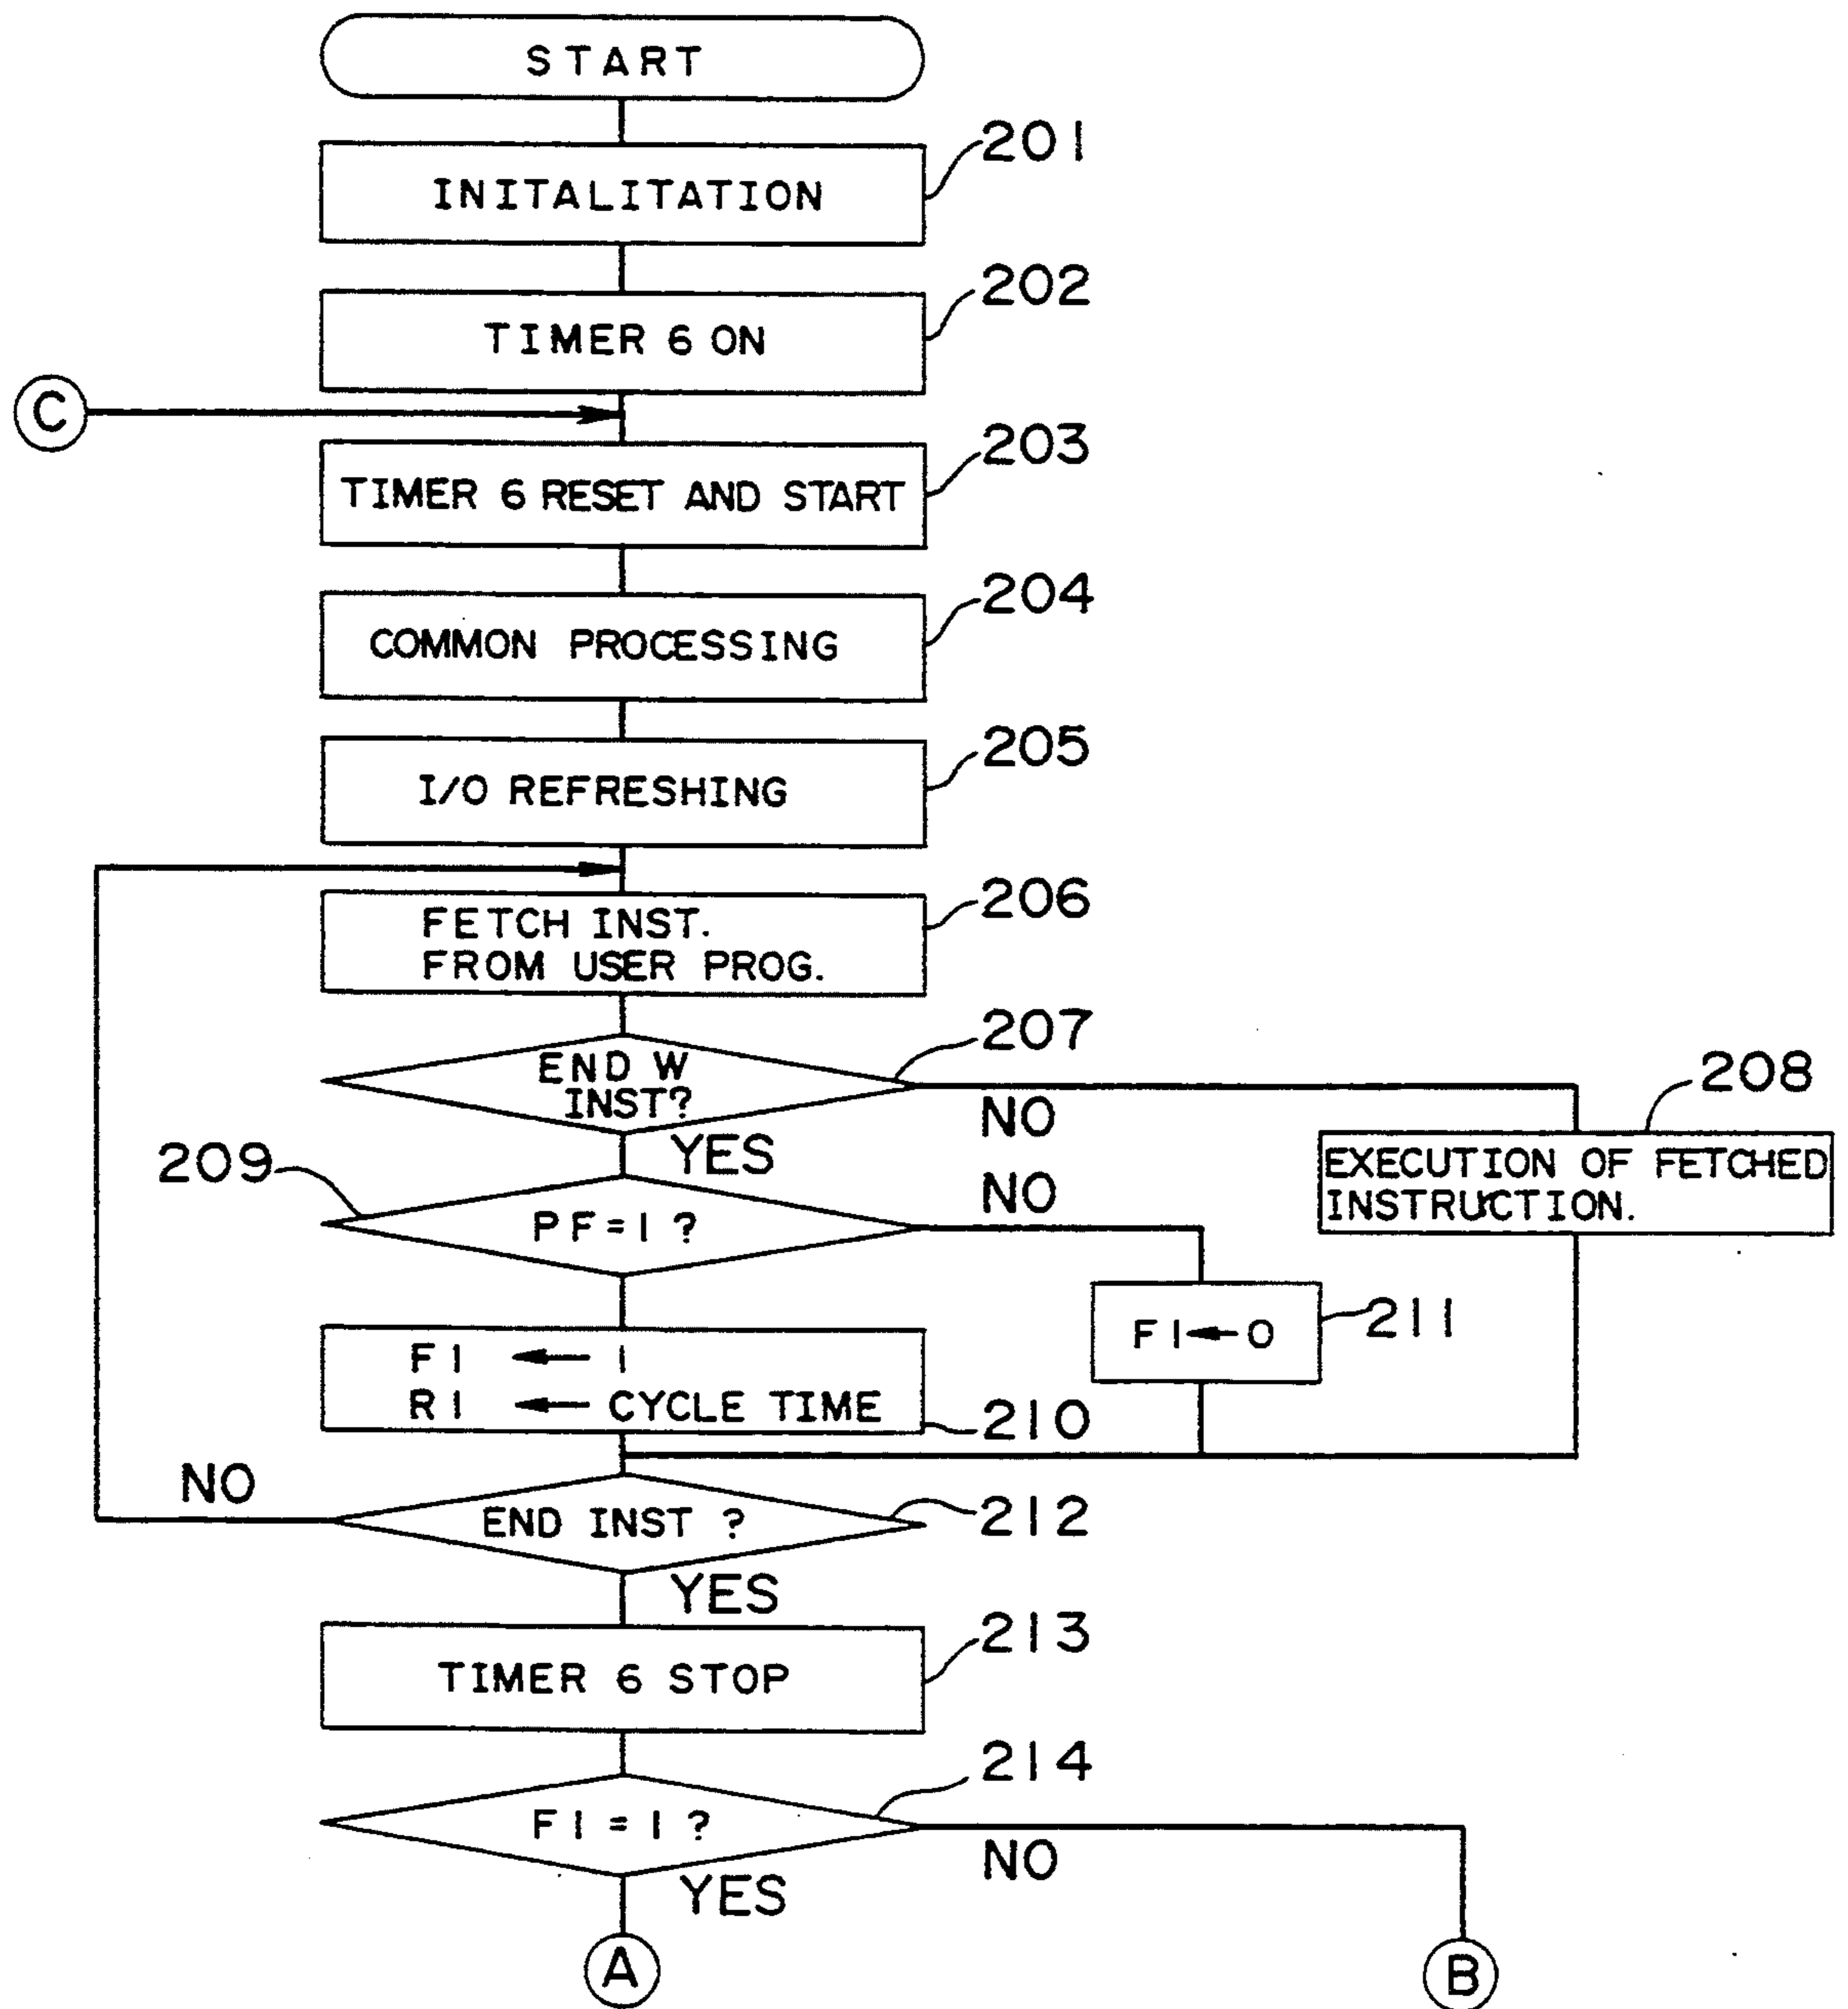 START
201
INITALITATION
202
TIMER 6 ON
C
203
TIMER 6 RESET AND START
204
COMMON PROCESSING
205
I/O REFRESHING
206
FETCH INST.
FROM USER PROG.
207
END W
INST?
NO
YES
208
EXECUTION OF FETCHED
INSTRUCTION.
209
PF=1 ?
NO
F1 ← 1
R1 ← CYCLE TIME
210
F1←0
211
NO
END INST ?
212
YES
213
TIMER 6 STOP
214
F1=1 ?
NO
YES
A
B